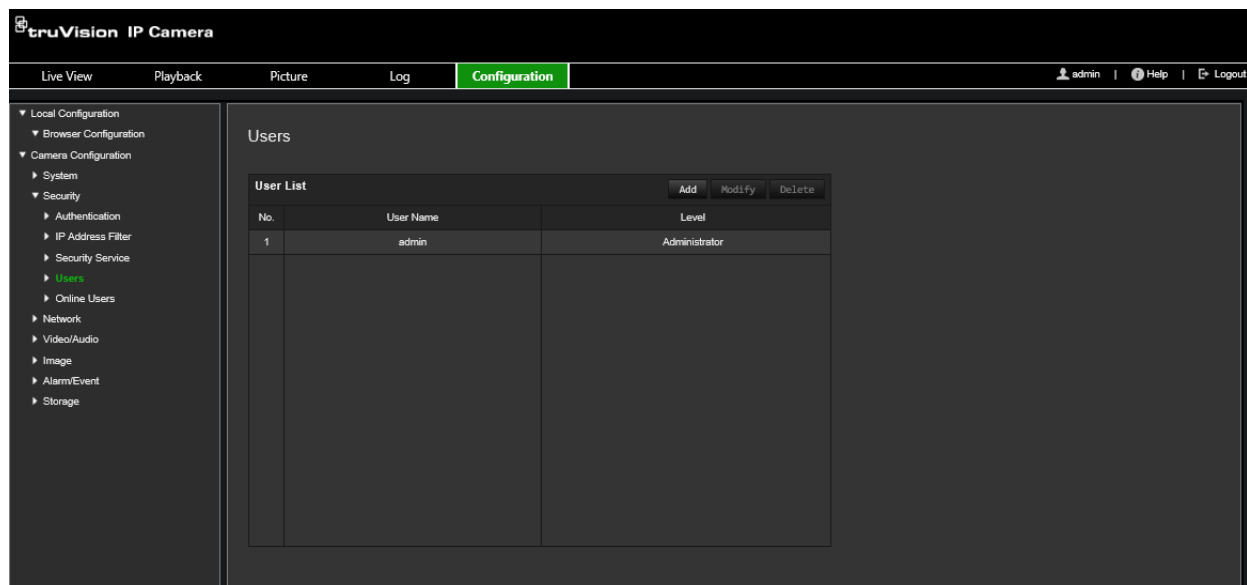 truVision IP Camera
Live View Playback Picture Log Configuration admin | Help | Logout
Local Configuration
Browser Configuration
Camera Configuration
System
Security
Authentication
IP Address Filter
Security Service
Users
Online Users
Network
Video/Audio
Image
Alarm/Event
Storage
Users
User List Add Modify Delete
No. User Name Level
1 admin Administrator